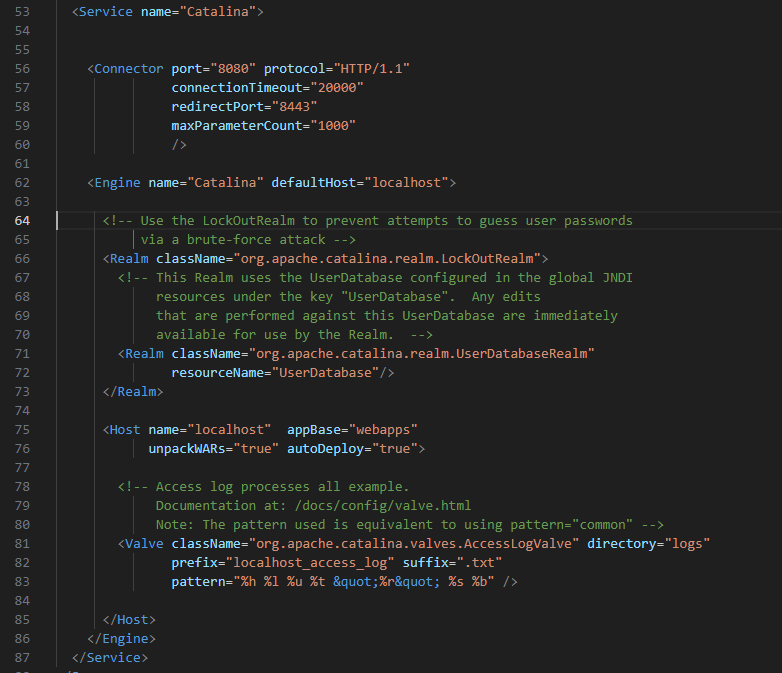 53 <Service name="Catalina">
54
55
56 <Connector port="8080" protocol="HTTP/1.1"
57 connectionTimeout="20000"
58 redirectPort="8443"
59 maxParameterCount="1000"
60 />
61
62 <Engine name="Catalina" defaultHost="localhost">
63
64 <!-- Use the LockOutRealm to prevent attempts to guess user passwords
65 via a brute-force attack -->
66 <Realm className="org.apache.catalina.realm.LockOutRealm">
67 <!-- This Realm uses the UserDatabase configured in the global JNDI
68 resources under the key "UserDatabase".  Any edits
69 that are performed against this UserDatabase are immediately
70 available for use by the Realm.  -->
71 <Realm className="org.apache.catalina.realm.UserDatabaseRealm"
72 resourceName="UserDatabase"/>
73 </Realm>
74
75 <Host name="localhost"  appBase="webapps"
76 unpackWARs="true" autoDeploy="true">
77
78 <!-- Access log processes all example.
79 Documentation at: /docs/config/valve.html
80 Note: The pattern used is equivalent to using pattern="common" -->
81 <Valve className="org.apache.catalina.valves.AccessLogValve" directory="logs"
82 prefix="localhost_access_log" suffix=".txt"
83 pattern="%h %l %u %t &quot;%r&quot; %s %b" />
84
85 </Host>
86 </Engine>
87 </Service>